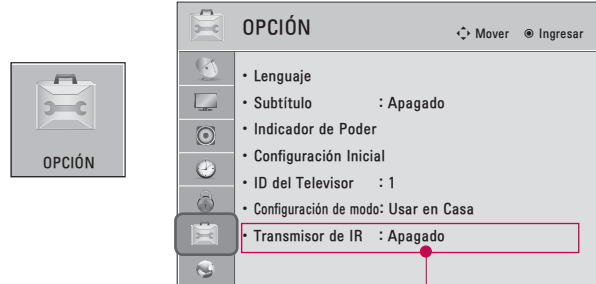 OPCIÓN
OPCIÓN
Mover Ingresar
• Lenguaje
• Subtítulo : Apagado
• Indicador de Poder
• Configuración Inicial
• ID del Televisor : 1
• Configuración de modo: Usar en Casa
• Transmisor de IR : Apagado